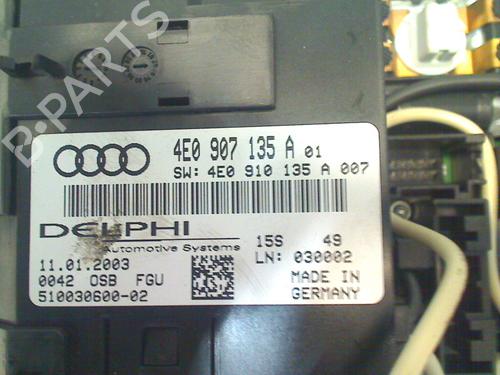 4E0 907 135 A 01
SW: 4E0 910 135 A 007
DELPHI
Automotive Systems
15S 49
11.01.2003
LN: 030002
0042 OSB FGU
MADE IN
510030600-02
GERMANY
B-PARTS